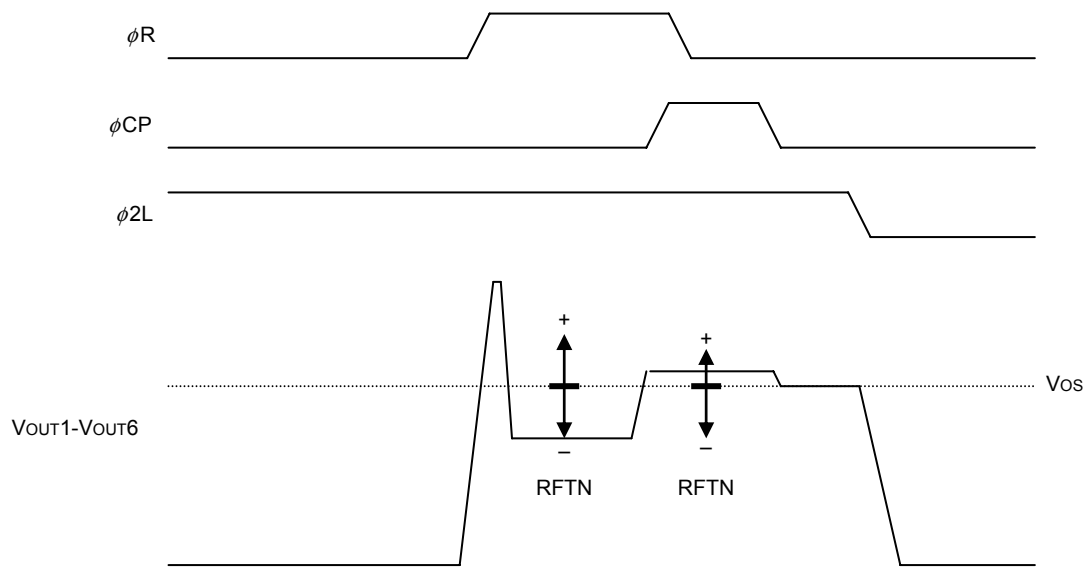 ϕR
ϕCP
ϕ2L
+
+
VOS
VOUT1-VOUT6
–
–
RFTN
RFTN